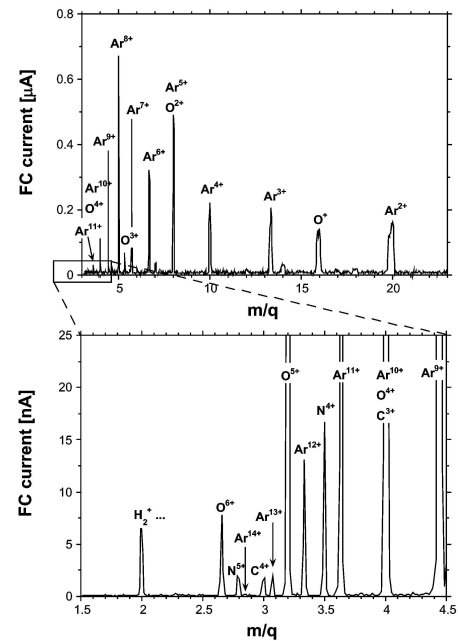 0.8
0.6
0.4
0.2
0.0
FC current [µA]
Ar⁸⁺
Ar⁵⁺
O²⁺
Ar⁷⁺
Ar⁹⁺
Ar⁶⁺
Ar¹⁰⁺
O⁴⁺
Ar⁴⁺
Ar³⁺
Ar¹¹⁺
O³⁺
O⁺
Ar²⁺
5 10 15 20
m/q
25
20
15
10
5
0
FC current [nA]
O⁵⁺ Ar¹¹⁺ Ar¹⁰⁺ Ar⁹⁺
O⁴⁺
C³⁺
N⁴⁺
Ar¹²⁺
H₂⁺ ...
O⁶⁺
Ar¹³⁺
Ar¹⁴⁺
N⁵⁺ C⁴⁺
1.5 2 2.5 3.0 3.5 4.0 4.5
m/q